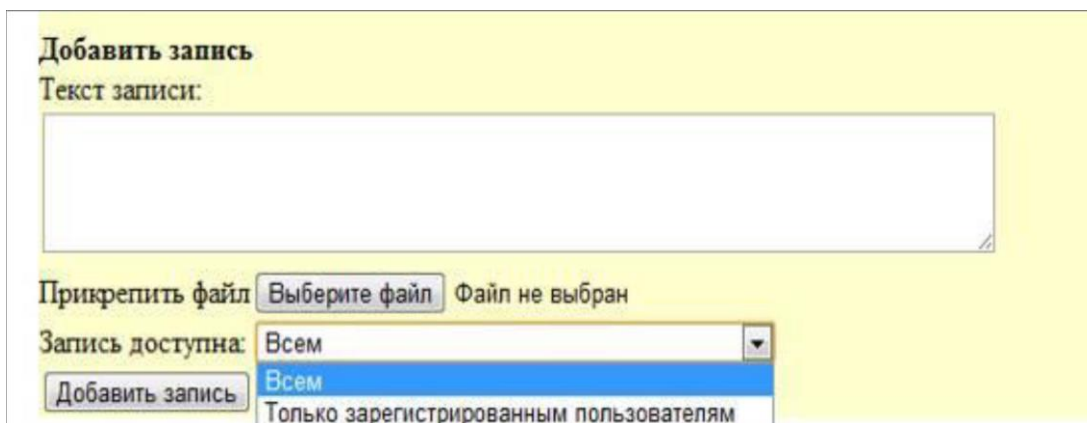 Добавить запись
Текст записи:
Прикрепить файл Выберите файл Файл не выбран
Запись доступна: Всем
Добавить запись Всем
Только зарегистрированным пользователям